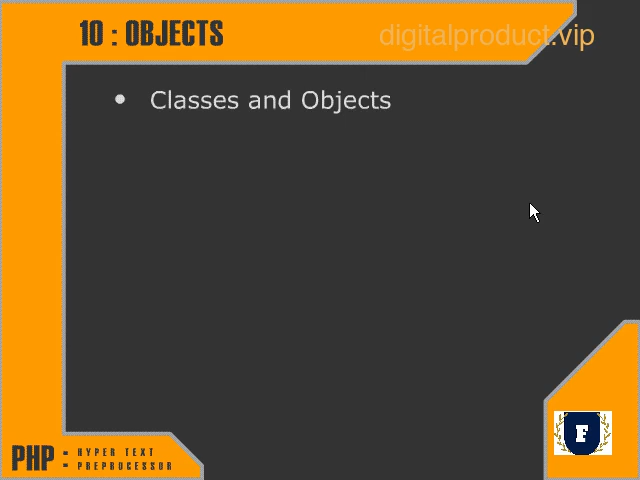 10 : OBJECTS
digitalproduct.vip
• Classes and Objects
F
PHP : HYPER TEXT
: PREPROCESSOR